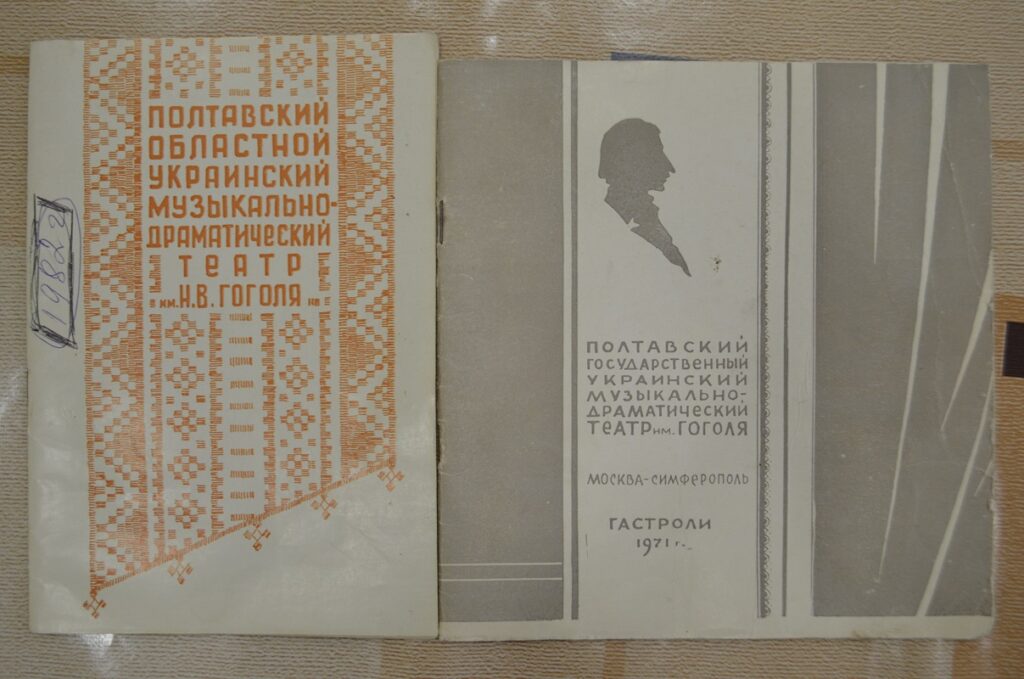 ПОЛТАВСКИЙ
ОБЛАСТНОЙ
УКРАИНСКИЙ
МУЗЫКАЛЬНО-
ДРАМАТИЧЕСКИЙ
ТЕАТР
им. Н.В. ГОГОЛЯ
1982г
ПОЛТАВСКИЙ
ГОСУДАРСТВЕННЫЙ
УКРАИНСКИЙ
МУЗЫКАЛЬНО-
ДРАМАТИЧЕСКИЙ
ТЕАТР им. ГОГОЛЯ
МОСКВА-СИМФЕРОПОЛЬ
ГАСТРОЛИ
1971 г.